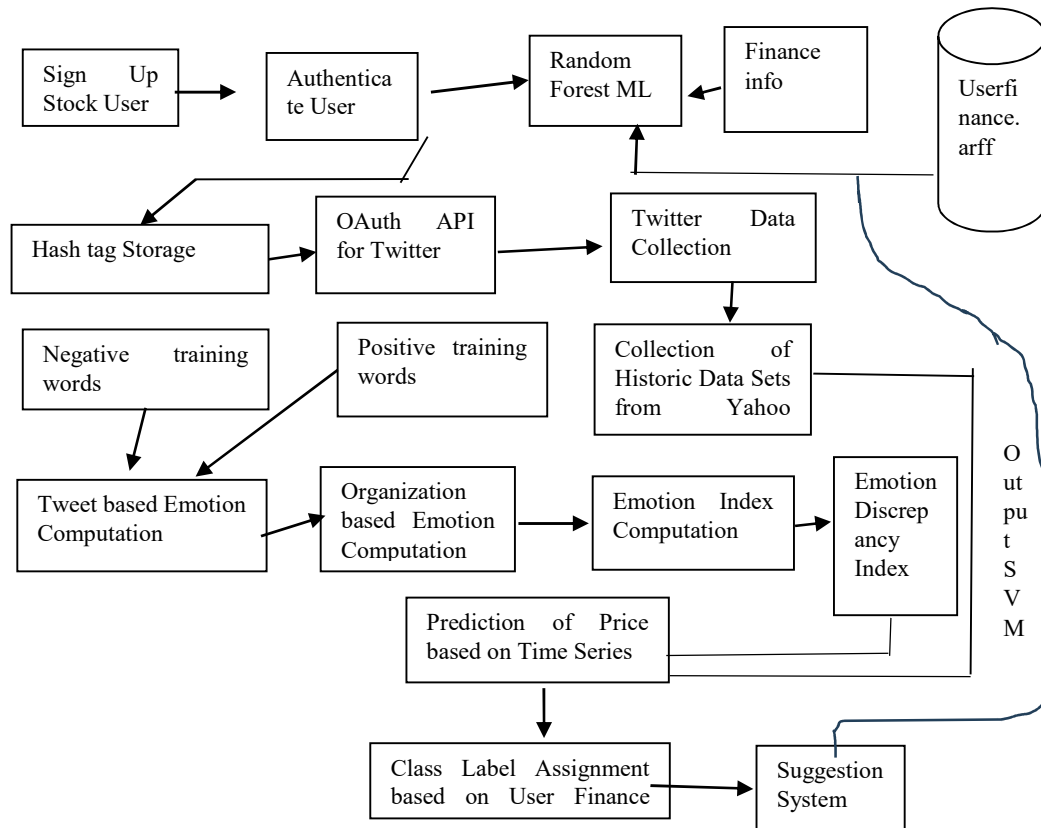 Sign Up
Stock User
Authentica
te User
Random
Forest ML
Finance
info
Userfi
nance.
arff
Hash tag Storage
OAuth API
for Twitter
Twitter Data
Collection
Negative training
words
Positive training
words
Collection of
Historic Data Sets
from Yahoo
O
ut
pu
t
S
V
M
Tweet based Emotion
Computation
Organization
based Emotion
Computation
Emotion Index
Computation
Emotion
Discrep
ancy
Index
Prediction of Price
based on Time Series
Class Label Assignment
based on User Finance
Suggestion
System